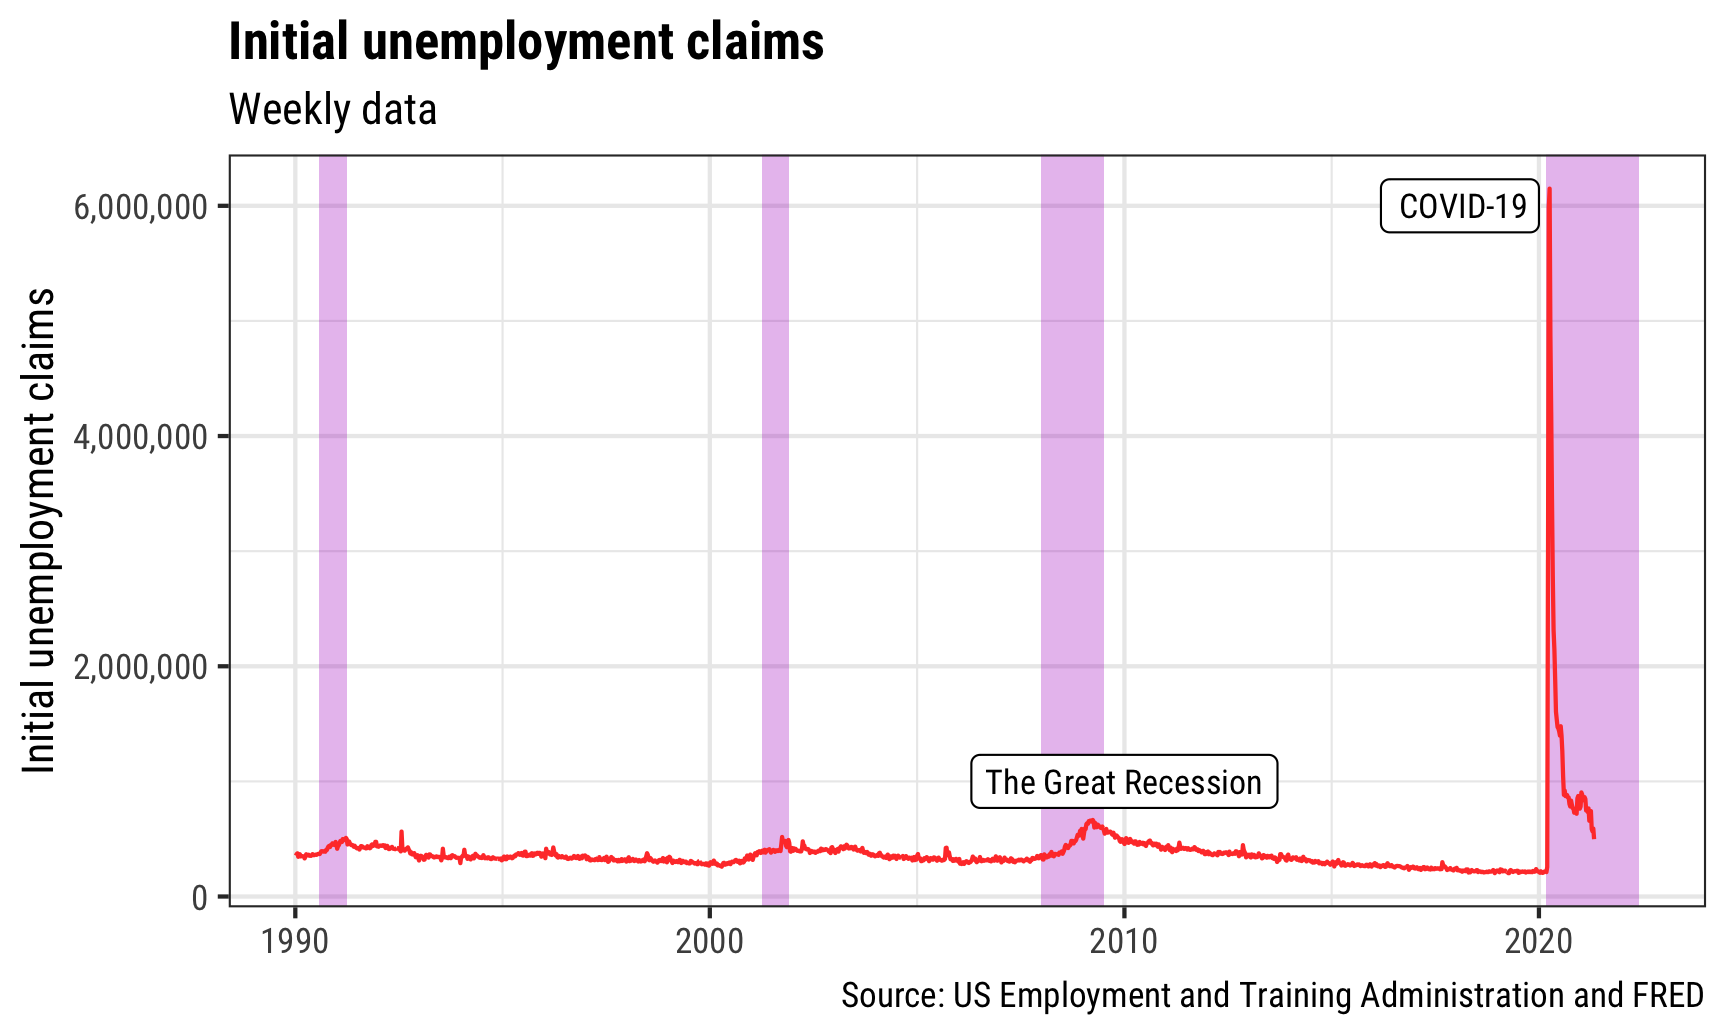 Initial unemployment claims
Weekly data
Initial unemployment claims
6,000,000
4,000,000
2,000,000
0
COVID-19
The Great Recession
1990
2000
2010
2020
Source: US Employment and Training Administration and FRED